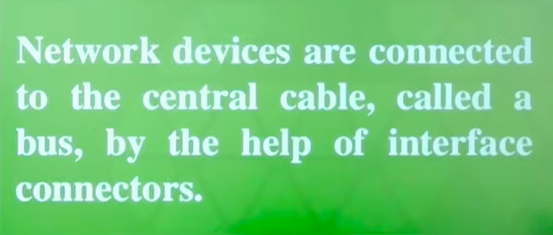 Network devices are connected
to the central cable, called a
bus, by the help of interface
connectors.